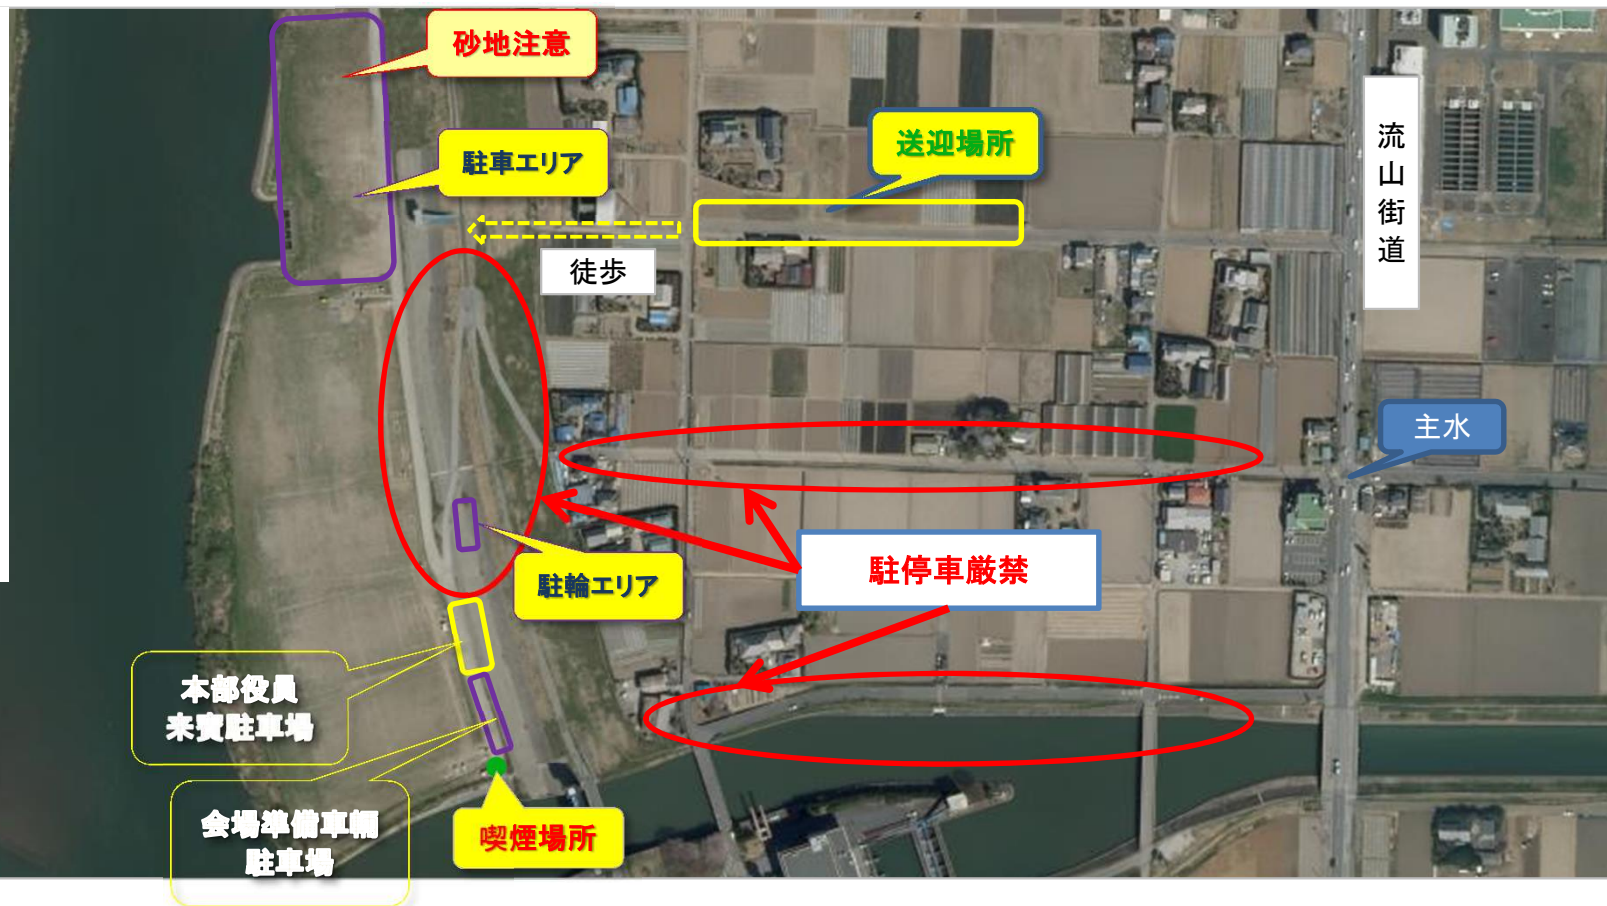 砂地注意
駐車エリア
送迎場所
流山街道
徒歩
主水
駐停車厳禁
駐輪エリア
本部役員
来賓駐車場
会場準備車輌
駐車場
喫煙場所